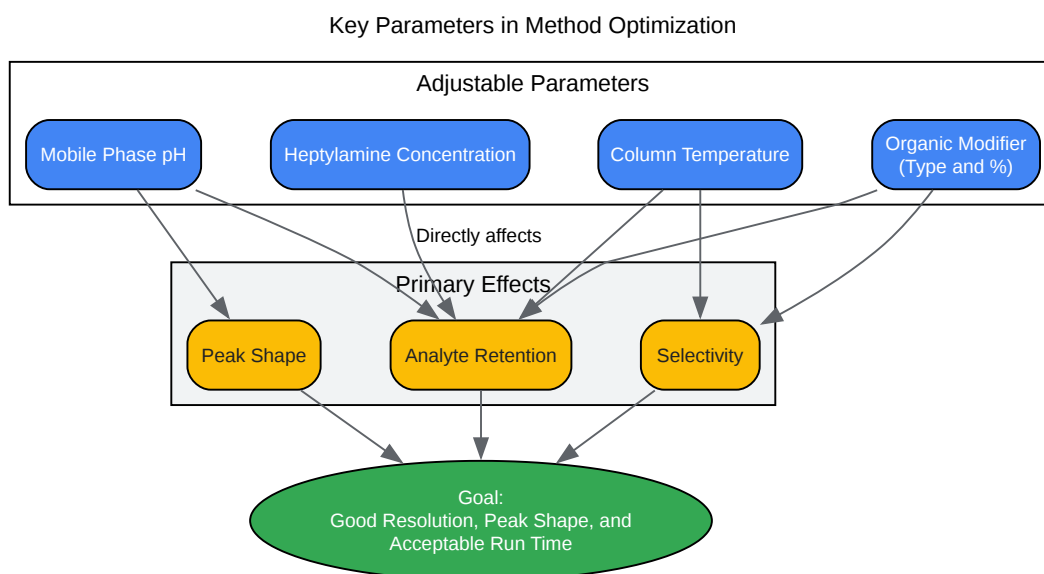 Key Parameters in Method Optimization
Adjustable Parameters
Mobile Phase pH
Heptylamine Concentration
Column Temperature
Organic Modifier
(Type and %)
Directly affects
Primary Effects
Peak Shape
Analyte Retention
Selectivity
Goal:
Good Resolution, Peak Shape, and
Acceptable Run Time